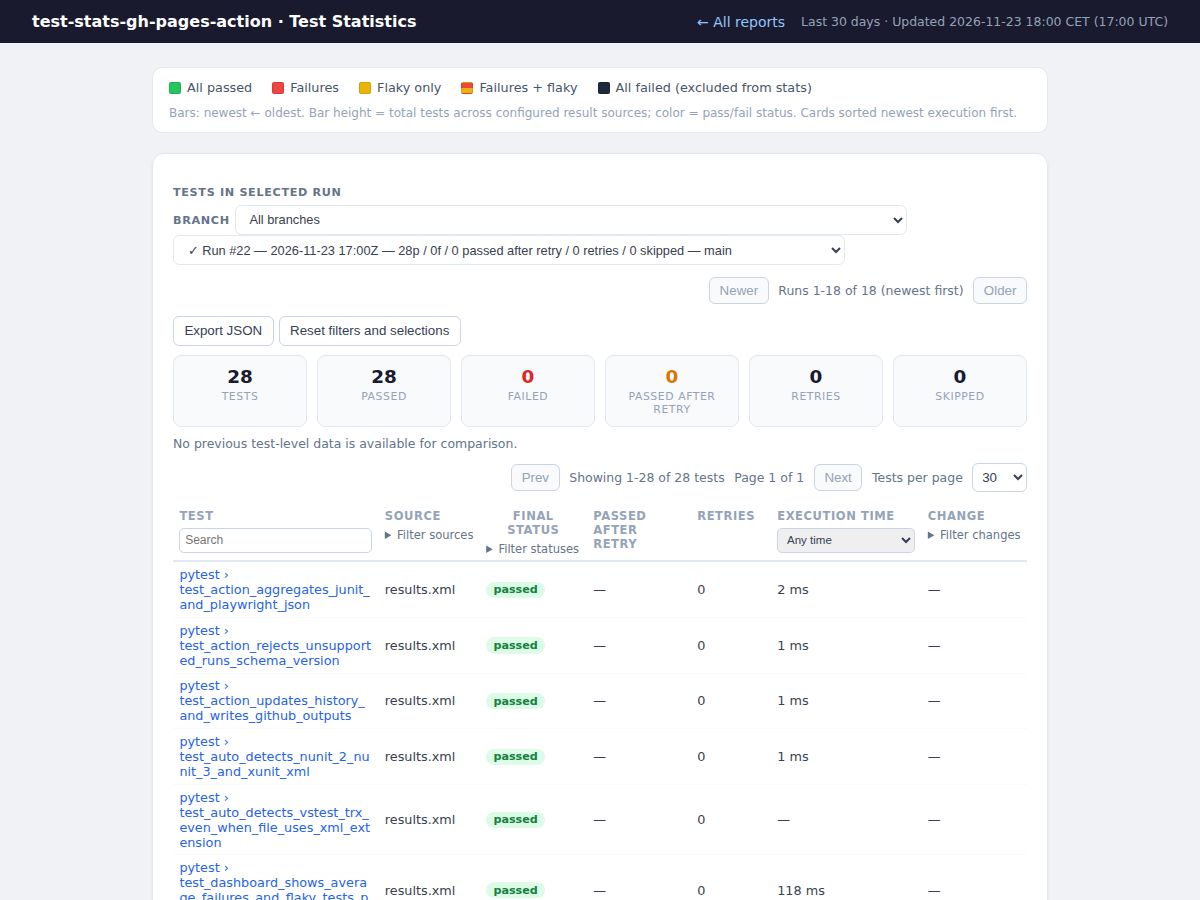 test-stats-gh-pages-action · Test Statistics
← All reports
Last 30 days · Updated 2026-11-23 18:00 CET (17:00 UTC)
All passed
Failures
Flaky only
Failures + flaky
All failed (excluded from stats)
Bars: newest ← oldest. Bar height = total tests across configured result sources; color = pass/fail status. Cards sorted newest execution first.
TESTS IN SELECTED RUN
BRANCH
All branches
✓ Run #22 — 2026-11-23 17:00Z — 28p / 0f / 0 passed after retry / 0 retries / 0 skipped — main
Newer
Runs 1-18 of 18 (newest first)
Older
Export JSON
Reset filters and selections
28
TESTS
28
PASSED
0
FAILED
0
PASSED AFTER
RETRY
0
RETRIES
0
SKIPPED
No previous test-level data is available for comparison.
Prev
Showing 1-28 of 28 tests
Page 1 of 1
Next
Tests per page
30
TEST
Search
SOURCE
▶ Filter sources
FINAL
STATUS
▶ Filter statuses
PASSED
AFTER
RETRY
RETRIES
EXECUTION TIME
Any time
CHANGE
▶ Filter changes
pytest ›
test_action_aggregates_junit_
and_playwright_json
results.xml
passed
—
0
2 ms
—
pytest ›
test_action_rejects_unsupport
ed_runs_schema_version
results.xml
passed
—
0
1 ms
—
pytest ›
test_action_updates_history_
and_writes_github_outputs
results.xml
passed
—
0
1 ms
—
pytest ›
test_auto_detects_nunit_2_nu
nit_3_and_xunit_xml
results.xml
passed
—
0
1 ms
—
pytest ›
test_auto_detects_vstest_trx_
even_when_file_uses_xml_ext
ension
results.xml
passed
—
0
—
—
pytest ›
test_dashboard_shows_avera
ge_failures_and_flaky_tests_p
results.xml
passed
—
0
118 ms
—